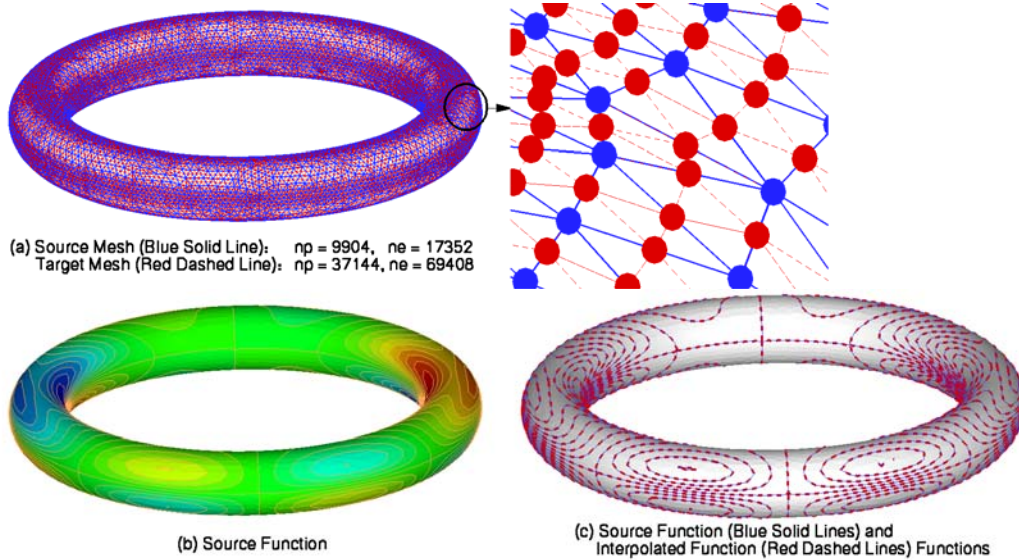 (a) Source Mesh (Blue Solid Line): np = 9904, ne = 17352
Target Mesh (Red Dashed Line): np = 37144, ne = 69408
(b) Source Function
(c) Source Function (Blue Solid Lines) and
Interpolated Function (Red Dashed Lines) Functions